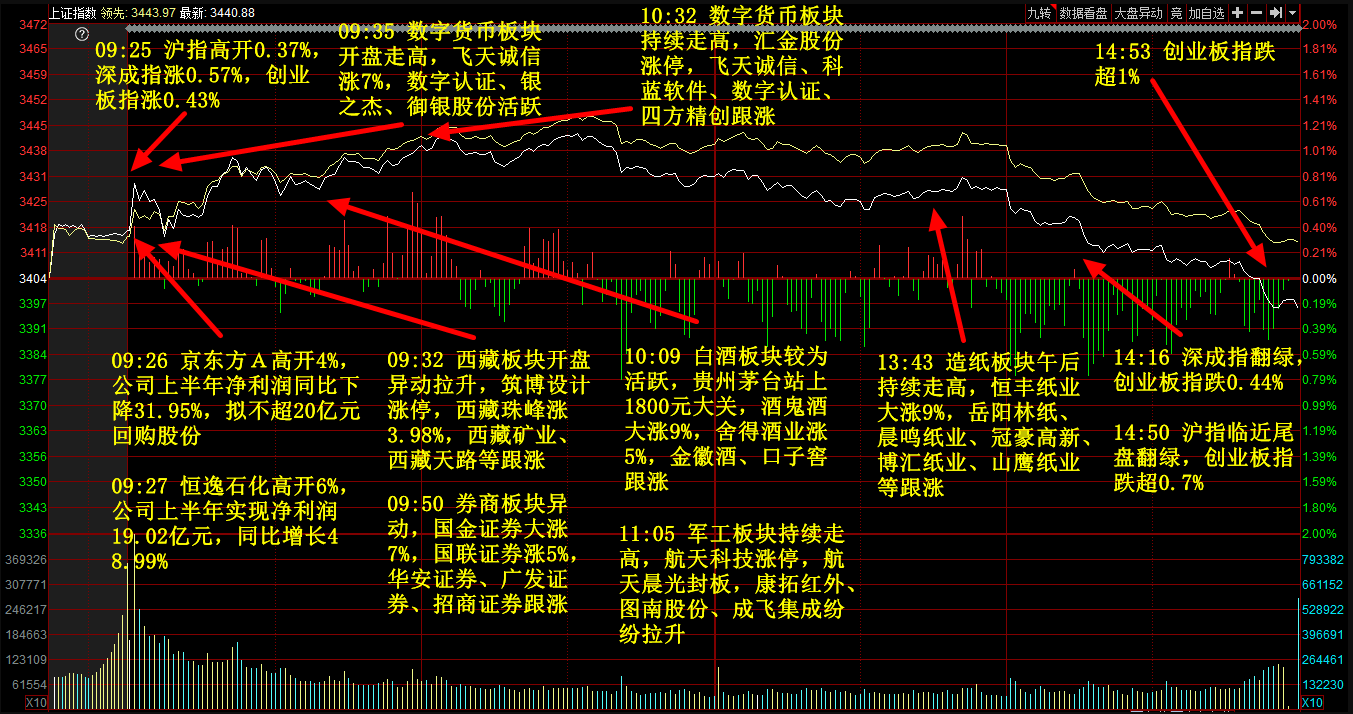 上证指数 领先: 3443.97 最新: 3440.88
九转 数据看盘 大盘异动 竞 加自选
09:25 沪指高开0.37%,
深成指涨0.57%, 创业
板指涨0.43%
09:35 数字货币板块
开盘走高, 飞天诚信
涨7%, 数字认证、银
之杰、御银股份活跃
10:32 数字货币板块
持续走高, 汇金股份
涨停, 飞天诚信、科
蓝软件、数字认证、
四方精创跟涨
14:53 创业板指跌
超1%
09:26 京东方A高开4%,
公司上半年净利润同比下
降31.95%, 拟不超20亿元
回购股份
09:27 恒逸石化高开6%,
公司上半年实现净利润
19.02亿元, 同比增长4
8.99%
09:32 西藏板块开盘
异动拉升, 筑博设计
涨停, 西藏珠峰涨
3.98%, 西藏矿业、
西藏天路等跟涨
09:50 券商板块异
动, 国金证券大涨
7%, 国联证券涨5%,
华安证券、广发证
券、招商证券跟涨
10:09 白酒板块较为
活跃, 贵州茅台站上
1800元大关, 酒鬼酒
大涨9%, 舍得酒业涨
5%, 金徽酒、口子窖
跟涨
11:05 军工板块持续走
高, 航天科技涨停, 航
天晨光封板, 康拓红外、
图南股份、成飞集成纷
纷拉升
13:43 造纸板块午后
持续走高, 恒丰纸业
大涨9%, 岳阳林纸、
晨鸣纸业、冠豪高新、
博汇纸业、山鹰纸业
等跟涨
14:16 深成指翻绿,
创业板指跌0.44%
14:50 沪指临近尾
盘翻绿, 创业板指
跌超0.7%
3472
3465
3459
3452
3445
3438
3431
3425
3418
3411
3404
3397
3391
3384
3377
3370
3363
3356
3350
3343
3336
369326
307771
246217
184663
123109
61554
X10
2.00%
1.81%
1.61%
1.41%
1.21%
1.01%
0.81%
0.61%
0.40%
0.21%
0.00%
0.19%
0.39%
0.59%
0.79%
0.99%
1.19%
1.39%
1.59%
1.80%
2.00%
793382
661152
528922
396691
264461
132230
X10